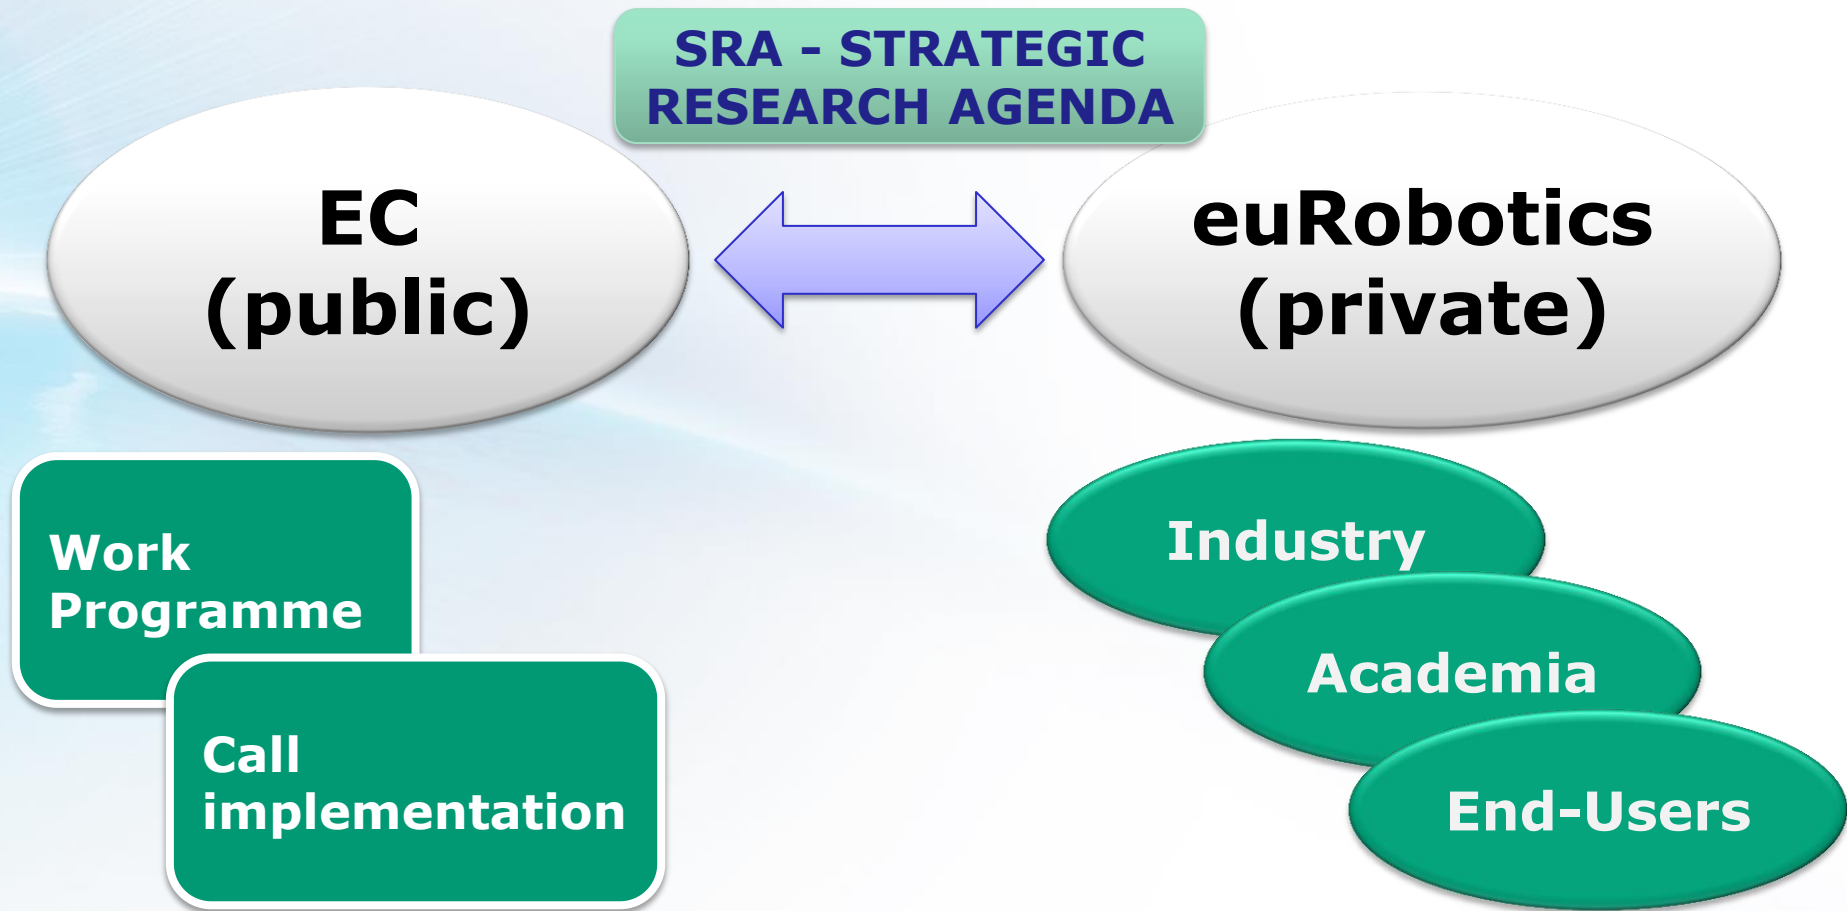 SRA – STRATEGIC
RESEARCH AGENDA
EC
(public)
euRobotics
(private)
Work
Programme
Call
implementation
Industry
Academia
End-Users